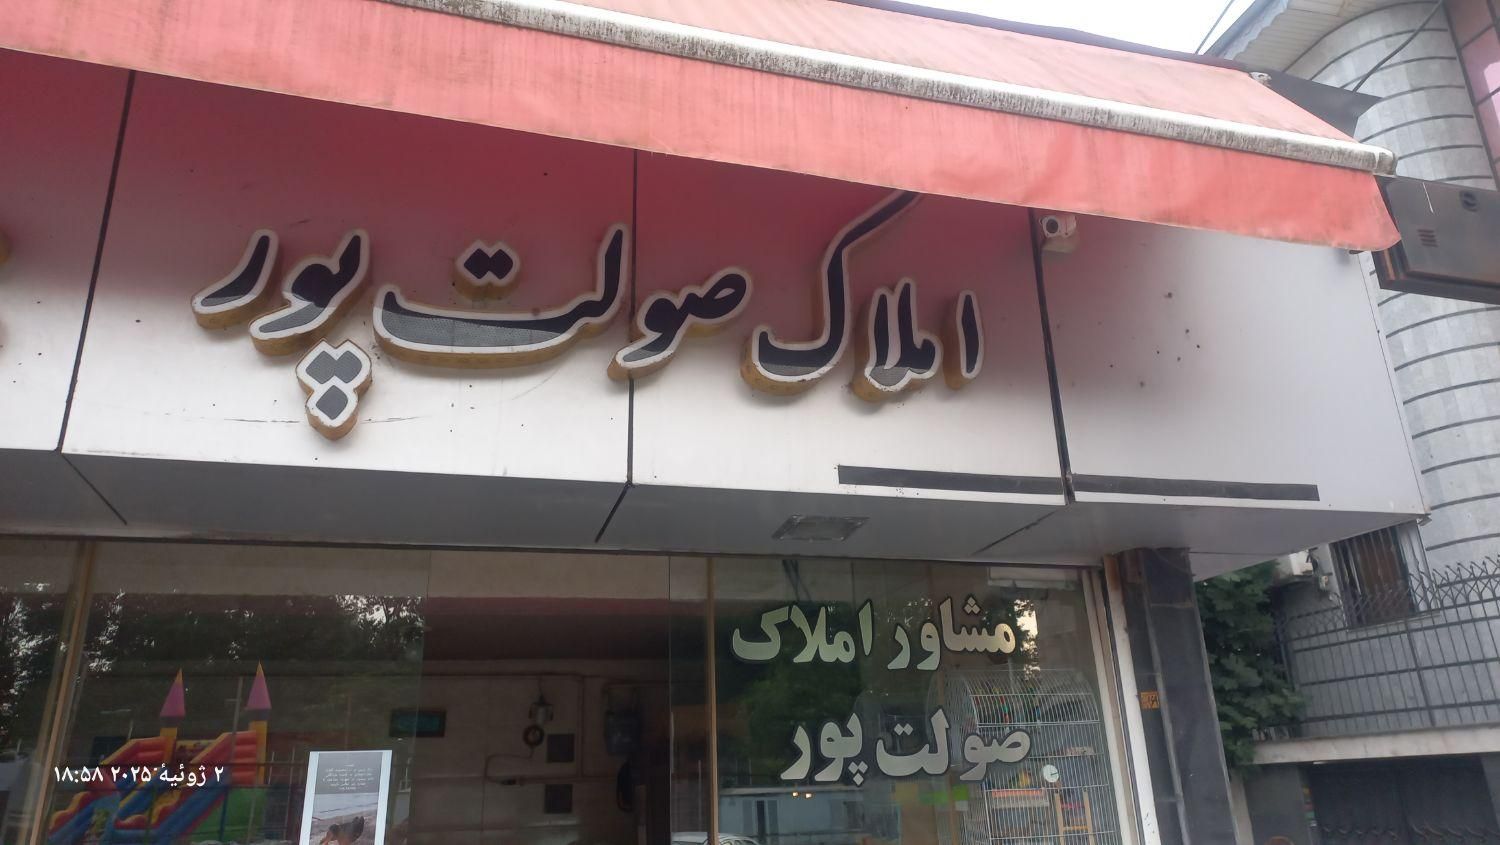 املاک صولت پور
مشاور املاک
صولت پور
۲ ژوئیهٔ ۲۰۲۵ ۱۸:۵۸